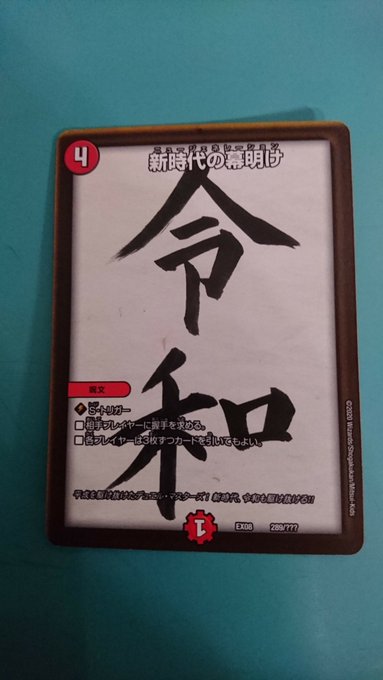 4
ニュージェネレーション
新時代の幕明け
令和
呪文
S・トリガー
■相手プレイヤーに握手を求める。
■各プレイヤーは3枚ずつカードを引いてもよい。
平成を駆け抜けたデュエル・マスターズ！新時代、令和も駆け抜ける!!
1
EX08 289/???
©2020 Wizards/Shogakukan/Mitsui-Kids